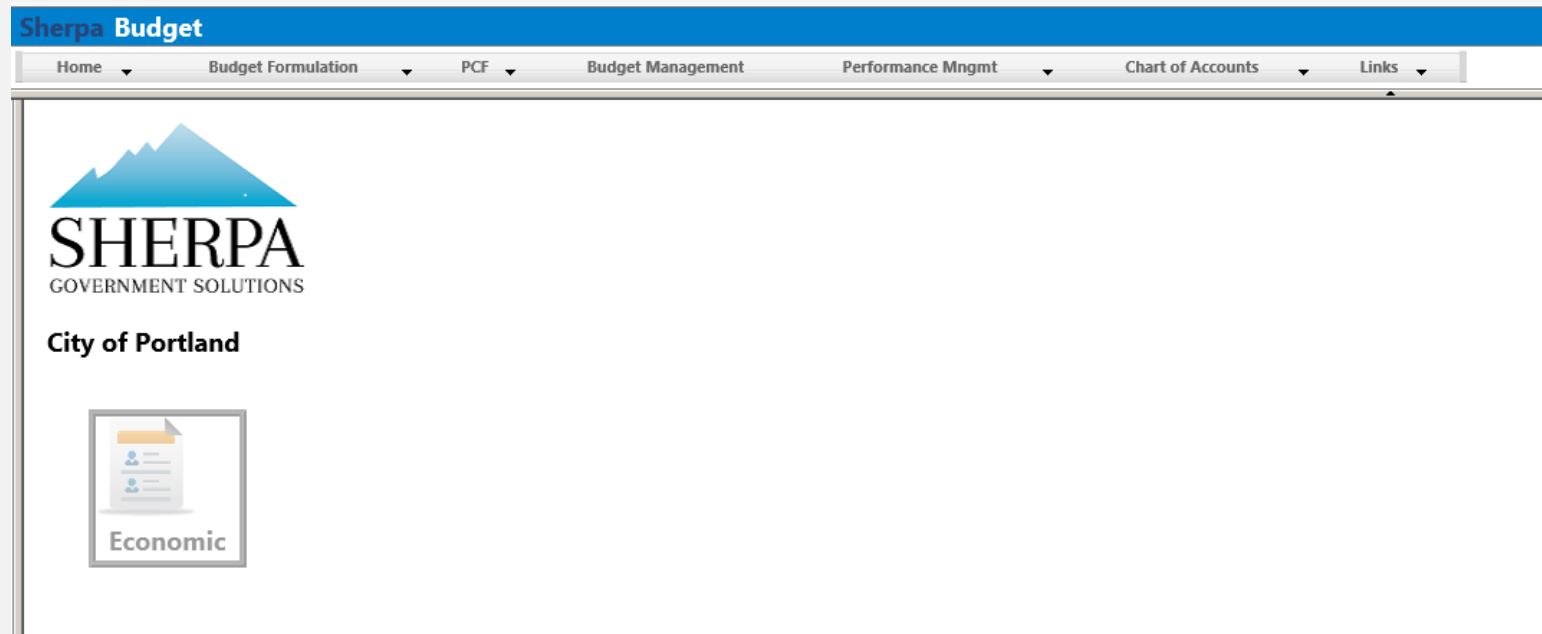 Sherpa Budget
Home Budget Formulation PCF Budget Management Performance Mngmt Chart of Accounts Links
SHERPA
GOVERNMENT SOLUTIONS
City of Portland
Economic